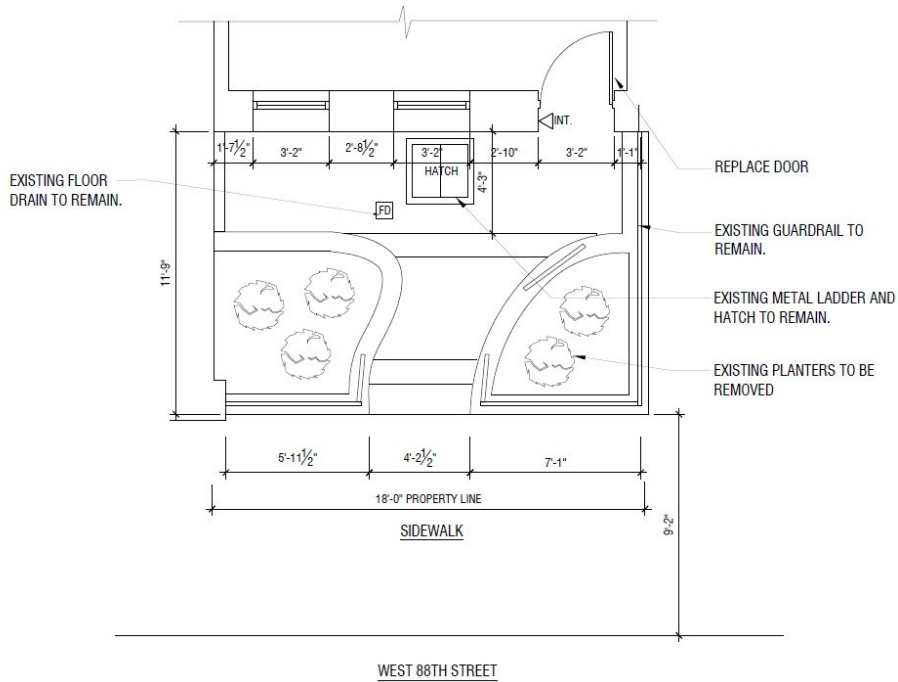 INT.
1'-7½"
3'-2"
2'-8½"
3'-2"
2'-10"
3'-2"
1'-1"
HATCH
4'-3"
FD
11'-9"
EXISTING FLOOR
DRAIN TO REMAIN.
REPLACE DOOR
EXISTING GUARDRAIL TO
REMAIN.
EXISTING METAL LADDER AND
HATCH TO REMAIN.
EXISTING PLANTERS TO BE
REMOVED
5'-11½"
4'-2½"
7'-1"
18'-0" PROPERTY LINE
SIDEWALK
9'-2"
WEST 88TH STREET